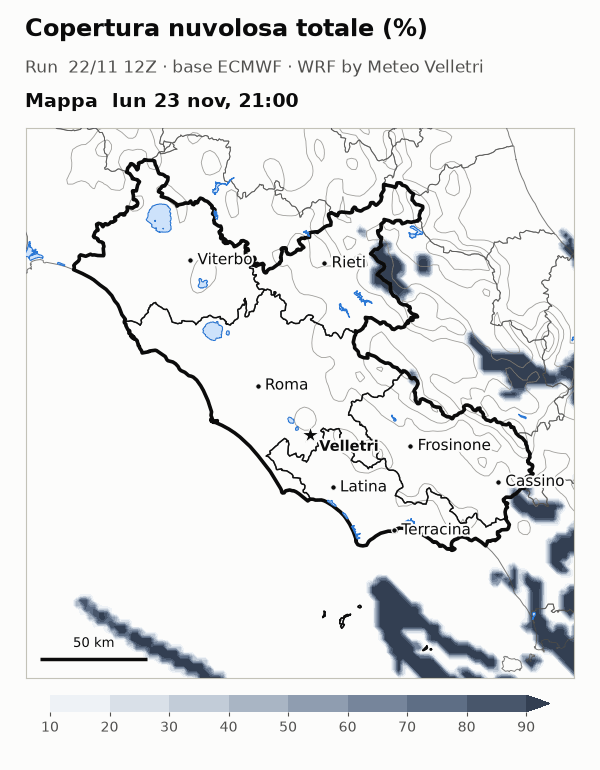 Copertura nuvolosa totale (%)
Run  22/11 12Z · base ECMWF · WRF by Meteo Velletri
Mappa  lun 23 nov, 21:00
Viterbo
Rieti
Roma
Velletri
Frosinone
Latina
Cassino
Terracina
50 km
10 20 30 40 50 60 70 80 90